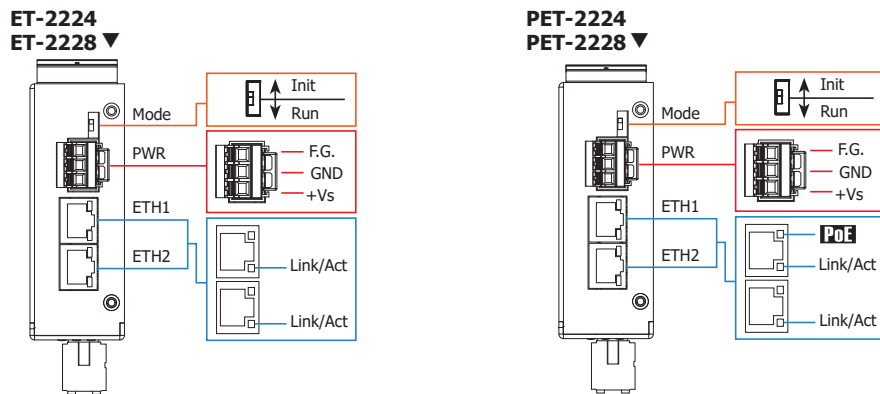 ET-2224
ET-2228 ▼
Mode
Init
Run
PWR
F.G.
GND
+Vs
ETH1
ETH2
Link/Act
Link/Act
PET-2224
PET-2228 ▼
Mode
Init
Run
PWR
F.G.
GND
+Vs
ETH1
ETH2
PoE
Link/Act
Link/Act